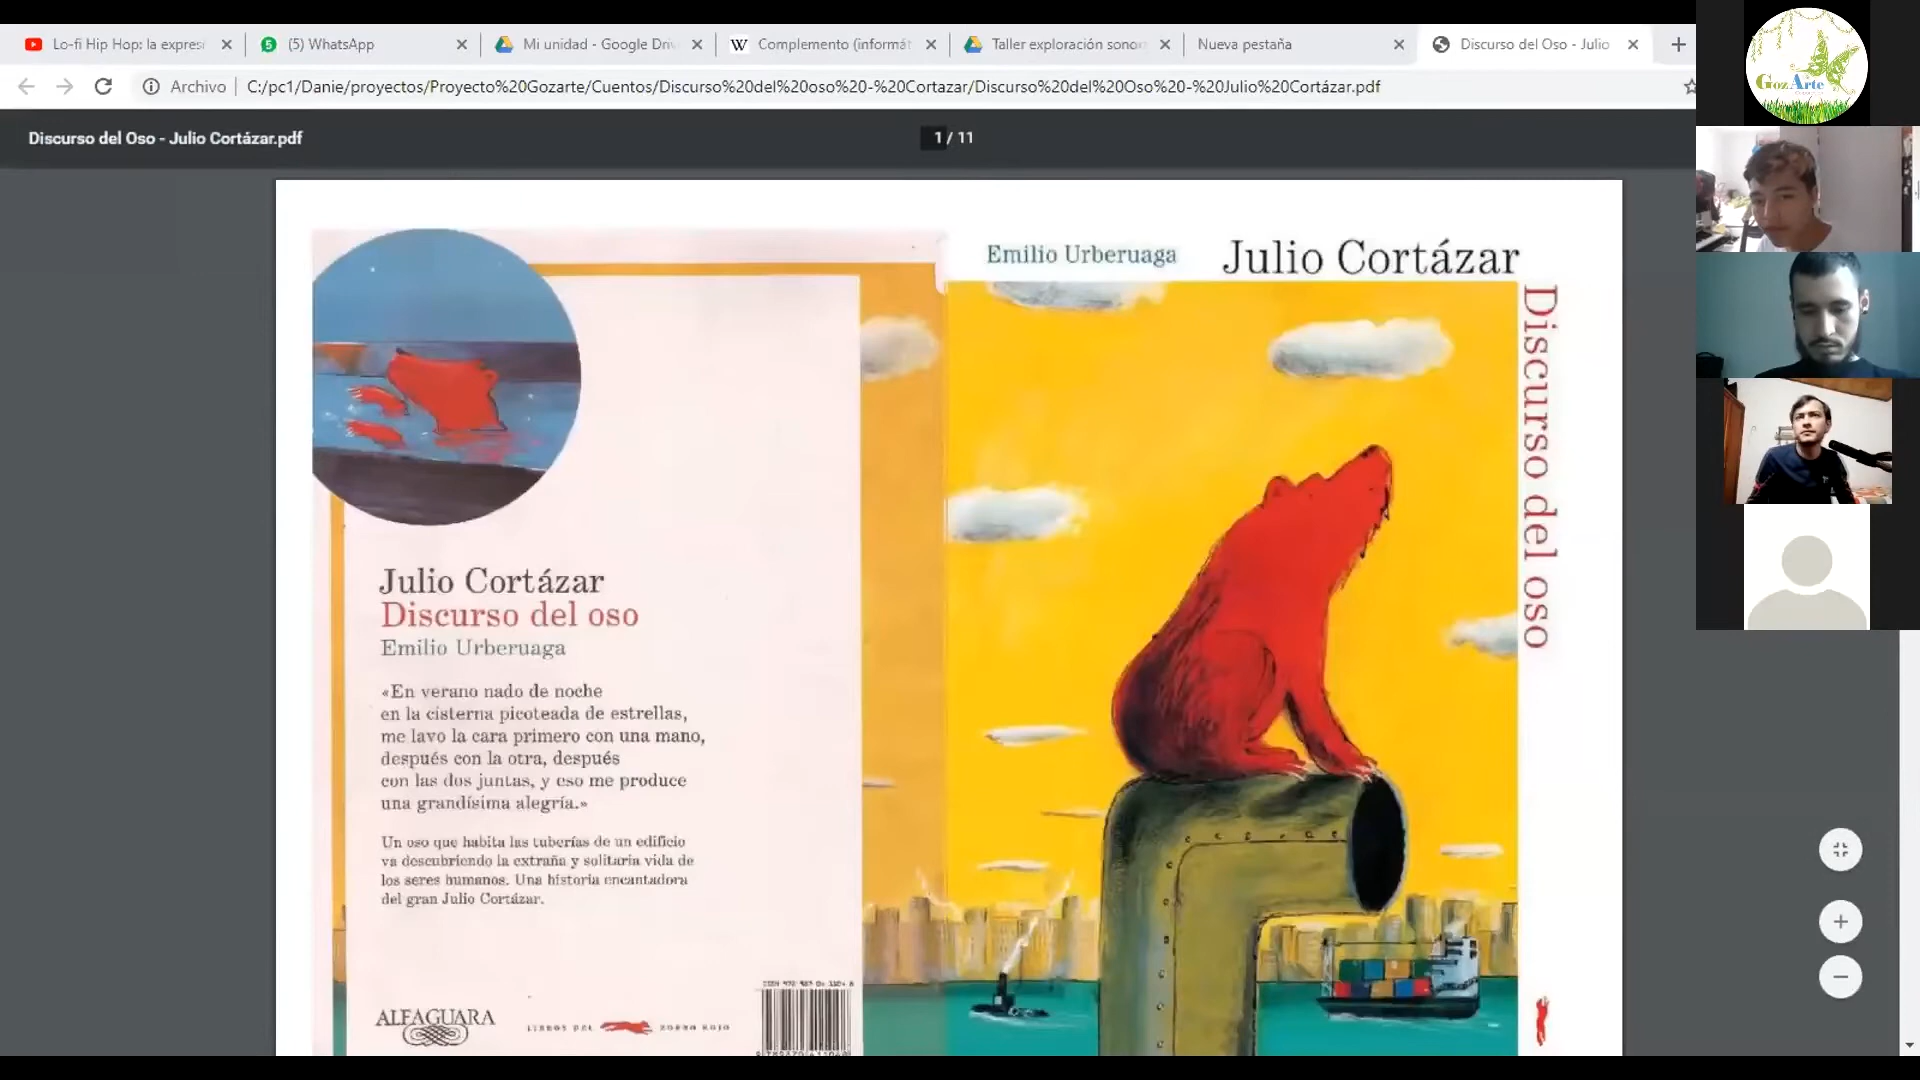 Lo-fi Hip Hop: la expresi
(5) WhatsApp
Mi unidad - Google Driv
Complemento (informát
Taller exploración sonor
Nueva pestaña
Discurso del Oso - Julio
Archivo
C:/pc1/Danie/proyectos/Proyecto%20Gozarte/Cuentos/Discurso%20del%20oso%20-%20Cortazar/Discurso%20del%20Oso%20-%20Julio%20Cortázar.pdf
Discurso del Oso - Julio Cortázar.pdf
1 / 11
GozArte
Emilio Urberuaga
Julio Cortázar
Discurso del oso
Julio Cortázar
Discurso del oso
Emilio Urberuaga
«En verano nado de noche
en la cisterna picoteada de estrellas,
me lavo la cara primero con una mano,
después con la otra, después
con las dos juntas, y eso me produce
una grandísima alegría.»
Un oso que habita las tuberías de un edificio
va descubriendo la extraña y solitaria vida de
los seres humanos. Una historia encantadora
del gran Julio Cortázar.
ALFAGUARA
LIBROS DEL ZORRO ROJO